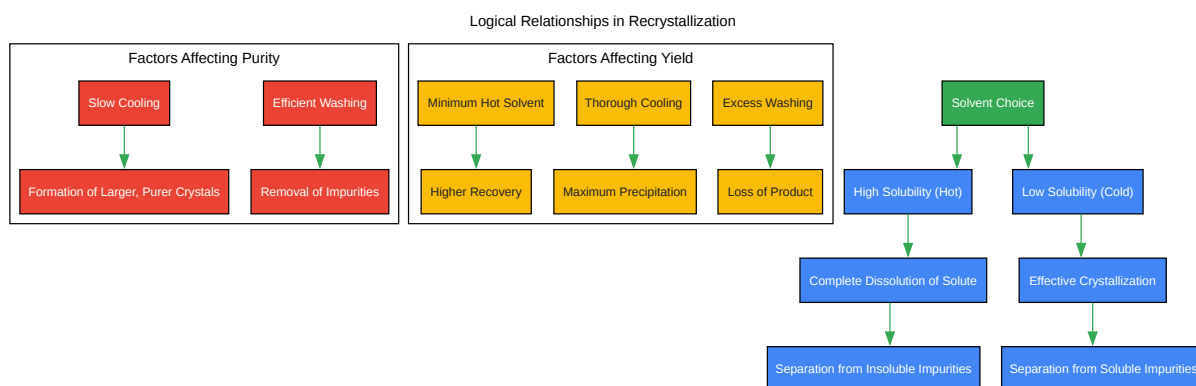 Logical Relationships in Recrystallization
Factors Affecting Purity
Factors Affecting Yield
Slow Cooling
Efficient Washing
Minimum Hot Solvent
Thorough Cooling
Excess Washing
Solvent Choice
Formation of Larger, Purer Crystals
Removal of Impurities
Higher Recovery
Maximum Precipitation
Loss of Product
High Solubility (Hot)
Low Solubility (Cold)
Complete Dissolution of Solute
Effective Crystallization
Separation from Insoluble Impurities
Separation from Soluble Impurities